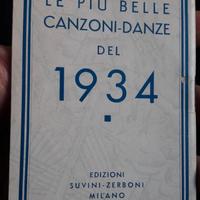 LE PIÙ BELLE
CANZONI-DANZE
DEL
1934
EDIZIONI
SUVINI-ZERBONI
MILANO